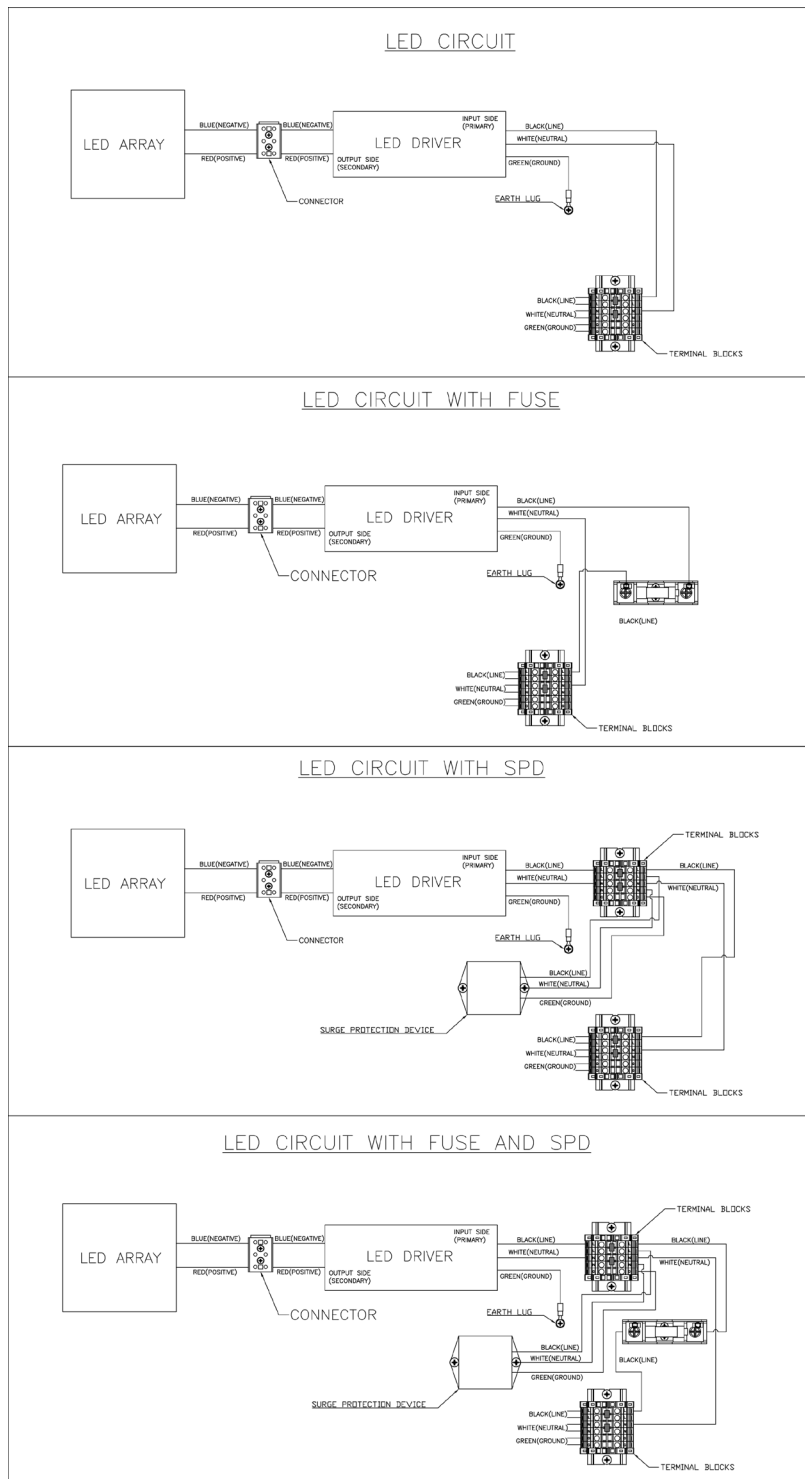 LED CIRCUIT
INPUT SIDE
(PRIMARY)
BLACK(LINE)
BLUE(NEGATIVE)
BLUE(NEGATIVE)
WHITE(NEUTRAL)
LED ARRAY
LED DRIVER
RED(POSITIVE)
RED(POSITIVE)
OUTPUT SIDE
(SECONDARY)
GREEN(GROUND)
CONNECTOR
EARTH LUG
BLACK(LINE)
WHITE(NEUTRAL)
GREEN(GROUND)
TERMINAL BLOCKS
LED CIRCUIT WITH FUSE
INPUT SIDE
(PRIMARY)
BLACK(LINE)
BLUE(NEGATIVE)
BLUE(NEGATIVE)
WHITE(NEUTRAL)
LED ARRAY
LED DRIVER
RED(POSITIVE)
RED(POSITIVE)
OUTPUT SIDE
(SECONDARY)
GREEN(GROUND)
CONNECTOR
EARTH LUG
BLACK(LINE)
BLACK(LINE)
WHITE(NEUTRAL)
GREEN(GROUND)
TERMINAL BLOCKS
LED CIRCUIT WITH SPD
TERMINAL BLOCKS
INPUT SIDE
(PRIMARY)
BLACK(LINE)
BLACK(LINE)
BLUE(NEGATIVE)
BLUE(NEGATIVE)
WHITE(NEUTRAL)
WHITE(NEUTRAL)
LED ARRAY
LED DRIVER
RED(POSITIVE)
RED(POSITIVE)
OUTPUT SIDE
(SECONDARY)
GREEN(GROUND)
CONNECTOR
EARTH LUG
BLACK(LINE)
WHITE(NEUTRAL)
GREEN(GROUND)
SURGE PROTECTION DEVICE
BLACK(LINE)
WHITE(NEUTRAL)
GREEN(GROUND)
TERMINAL BLOCKS
LED CIRCUIT WITH FUSE AND SPD
TERMINAL BLOCKS
INPUT SIDE
(PRIMARY)
BLACK(LINE)
BLACK(LINE)
BLUE(NEGATIVE)
BLUE(NEGATIVE)
WHITE(NEUTRAL)
WHITE(NEUTRAL)
LED ARRAY
LED DRIVER
RED(POSITIVE)
RED(POSITIVE)
OUTPUT SIDE
(SECONDARY)
GREEN(GROUND)
CONNECTOR
EARTH LUG
BLACK(LINE)
WHITE(NEUTRAL)
BLACK(LINE)
GREEN(GROUND)
SURGE PROTECTION DEVICE
BLACK(LINE)
WHITE(NEUTRAL)
GREEN(GROUND)
TERMINAL BLOCKS